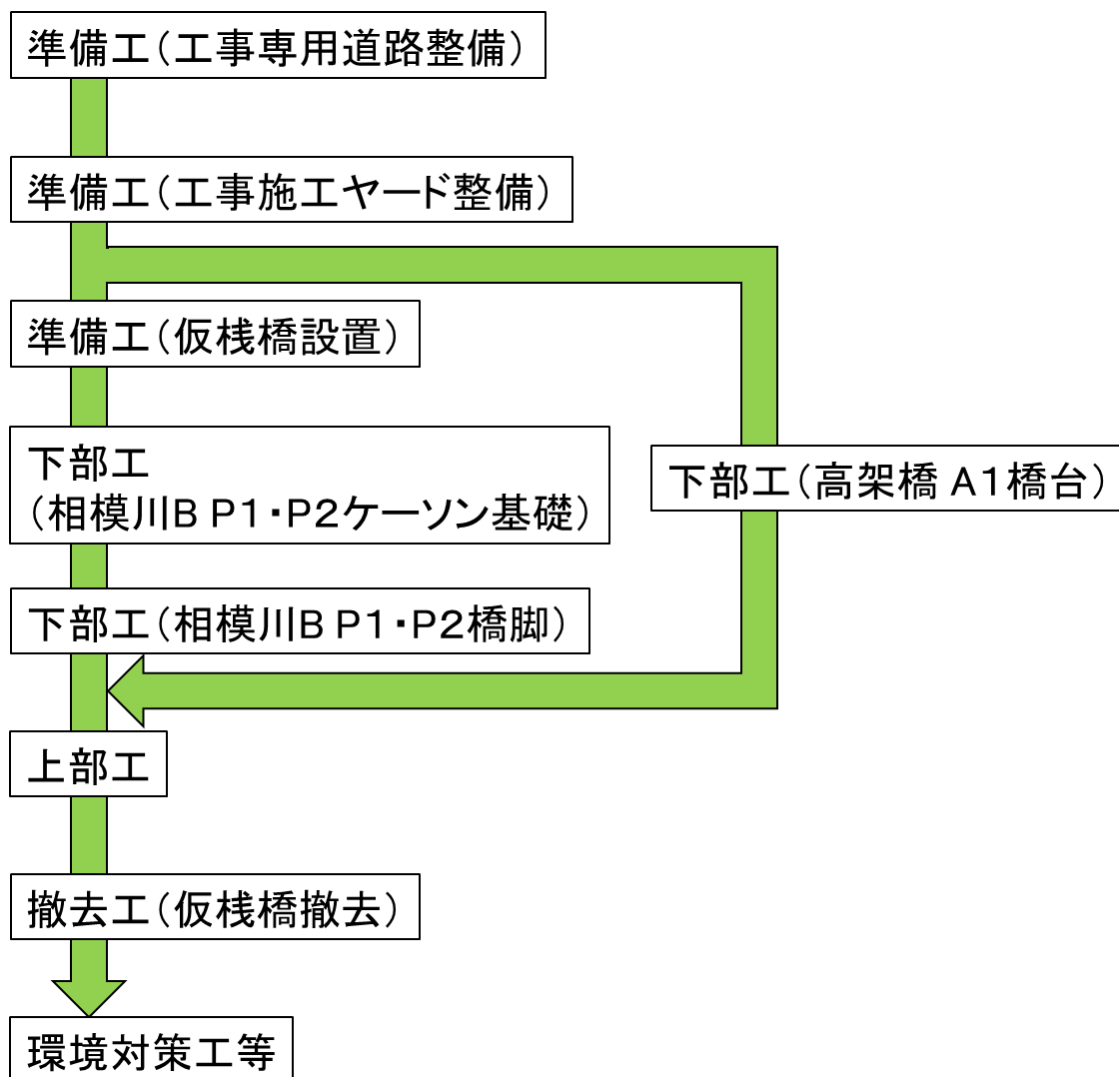 準備工(工事専用道路整備)
準備工(工事施工ヤード整備)
準備工(仮桟橋設置)
下部工
(相模川B P1・P2ケーソン基礎)
下部工(高架橋 A1橋台)
下部工(相模川B P1・P2橋脚)
上部工
撤去工(仮桟橋撤去)
環境対策工等